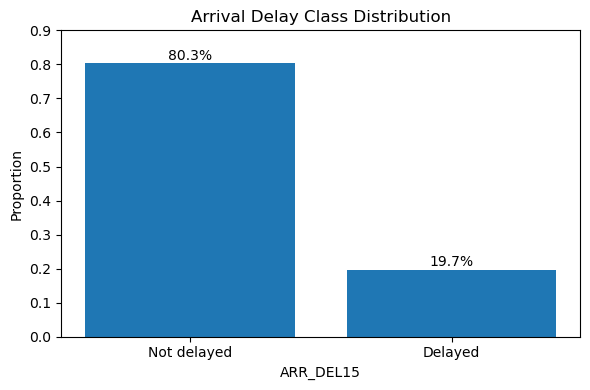 Arrival Delay Class Distribution
0.9
0.8
0.7
0.6
0.5
0.4
0.3
0.2
0.1
0.0
Proportion
80.3%
19.7%
Not delayed
Delayed
ARR_DEL15